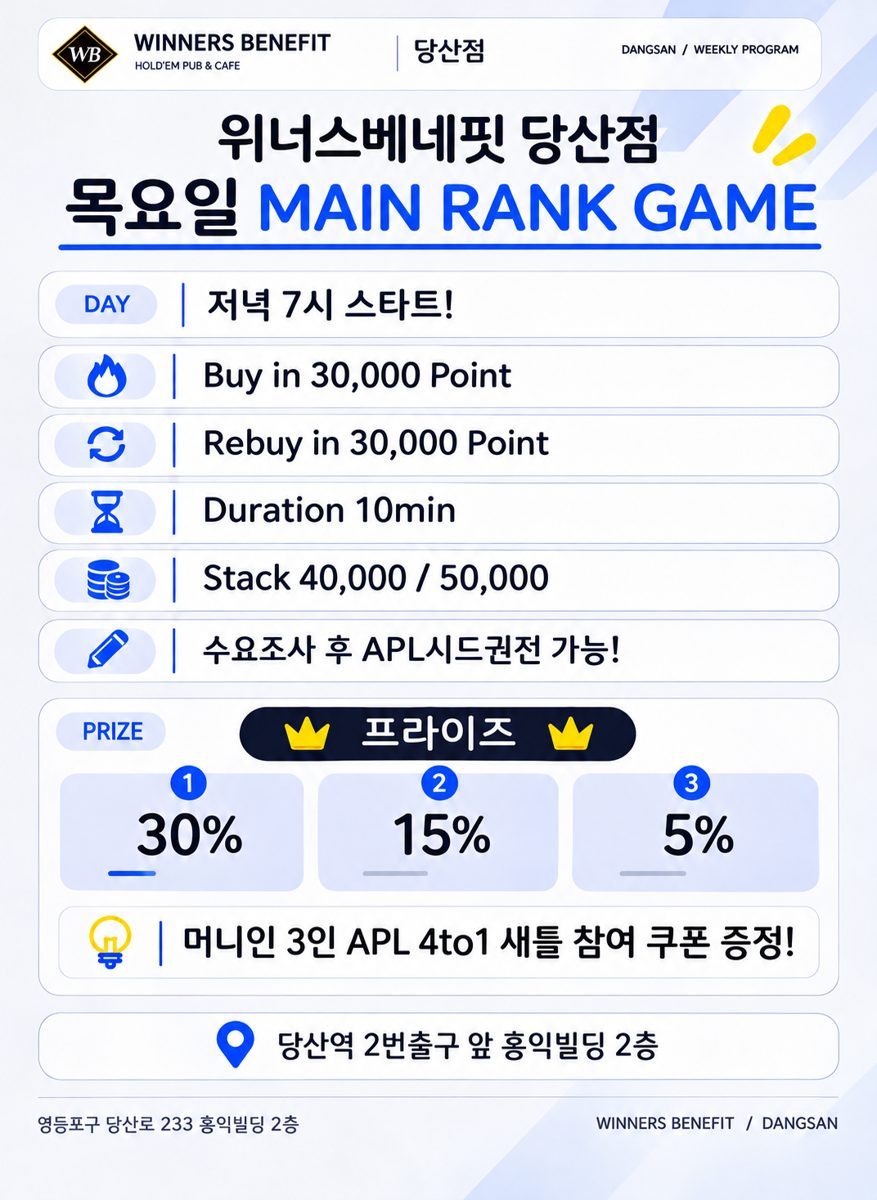 WB
WINNERS BENEFIT
HOLD'EM PUB & CAFE
당산점
DANGSAN / WEEKLY PROGRAM
위너스베네핏 당산점
목요일 MAIN RANK GAME
DAY
저녁 7시 스타트!
Buy in 30,000 Point
Rebuy in 30,000 Point
Duration 10min
Stack 40,000 / 50,000
수요조사 후 APL시드권전 가능!
PRIZE
프라이즈
1
30%
2
15%
3
5%
머니인 3인 APL 4to1 새틀 참여 쿠폰 증정!
당산역 2번출구 앞 홍익빌딩 2층
영등포구 당산로 233 홍익빌딩 2층
WINNERS BENEFIT / DANGSAN